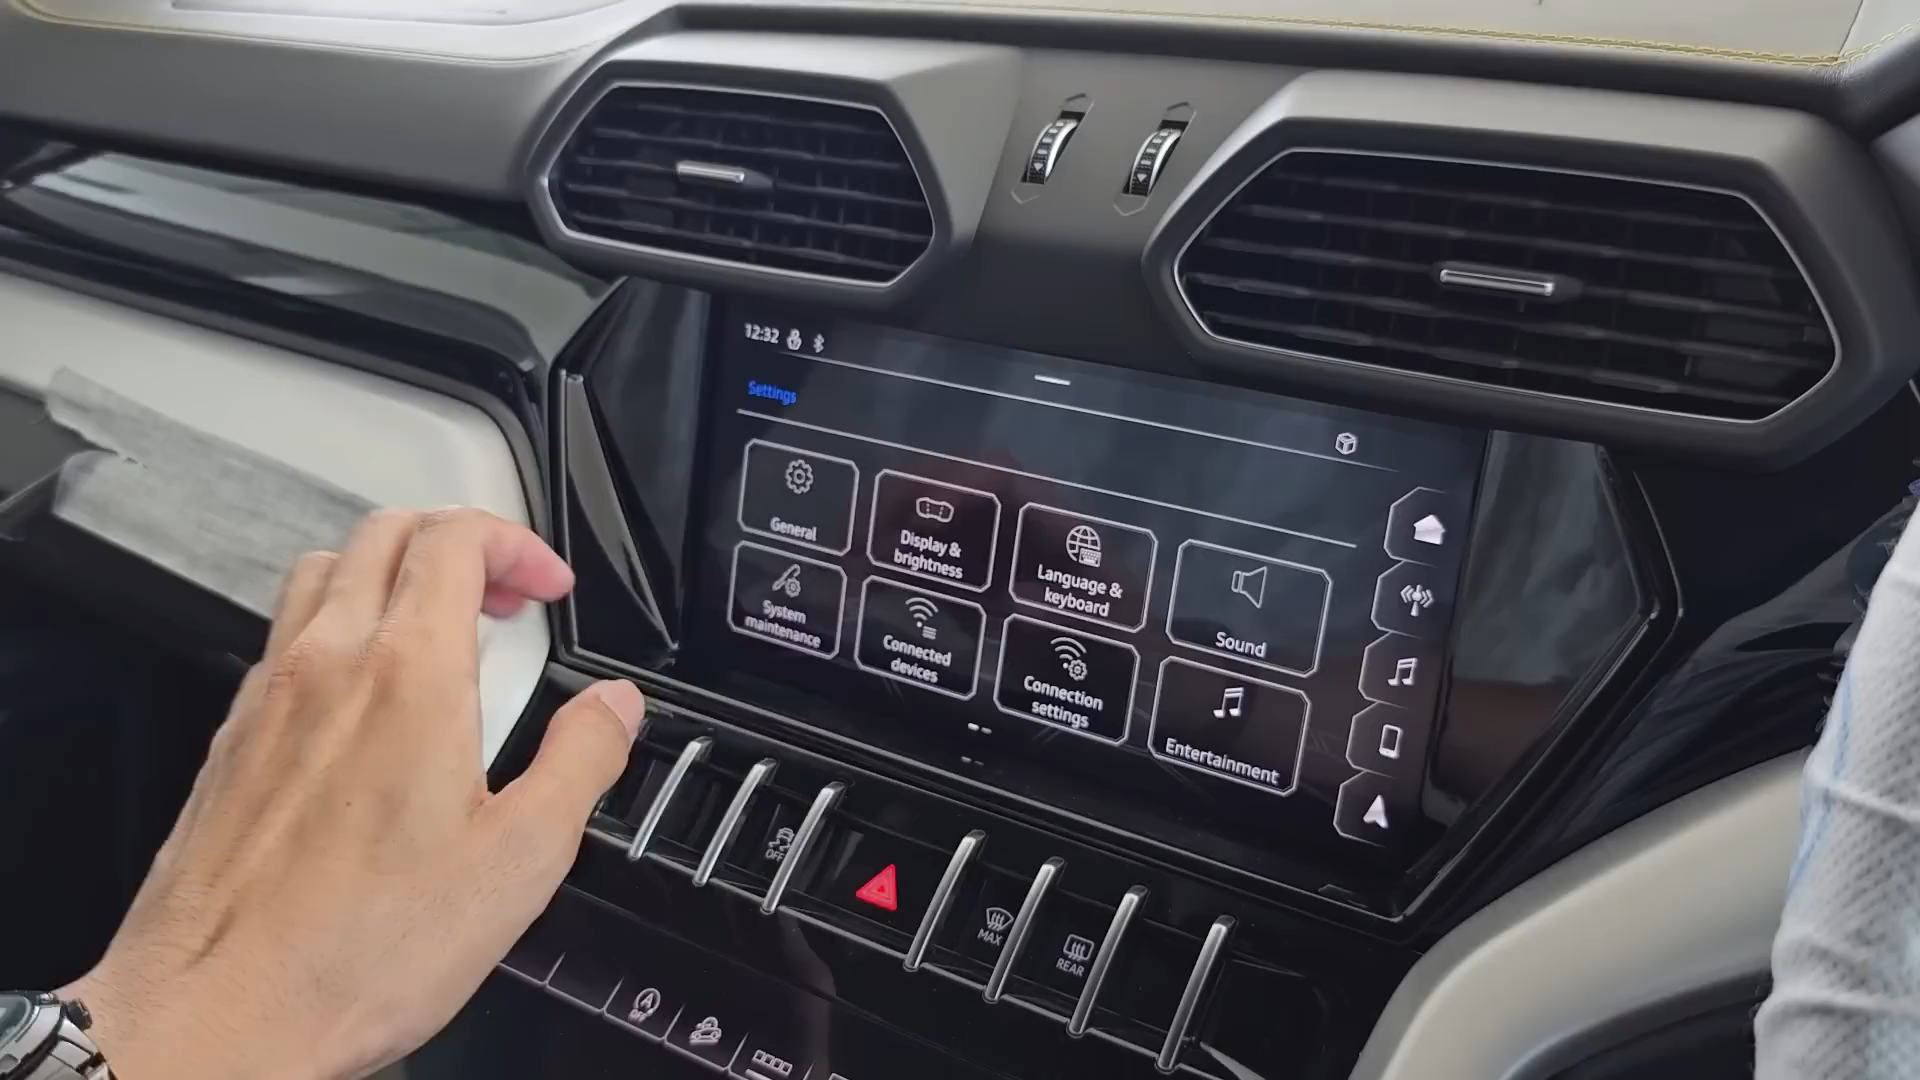 12:32
Settings
General
Display &
brightness
Language &
keyboard
Sound
System
maintenance
Connected
devices
Connection
settings
Entertainment
OFF
MAX
REAR
A
OFF